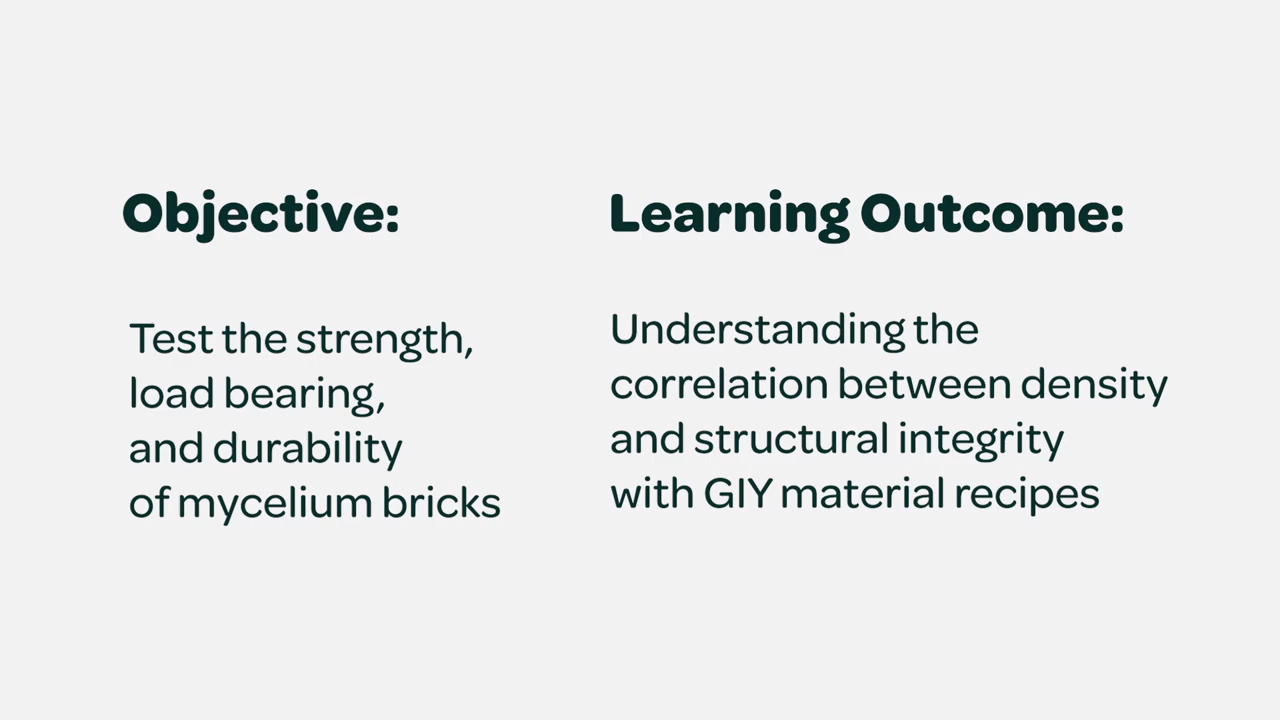 Objective:
Test the strength,
load bearing,
and durability
of mycelium bricks
Learning Outcome:
Understanding the
correlation between density
and structural integrity
with GIY material recipes